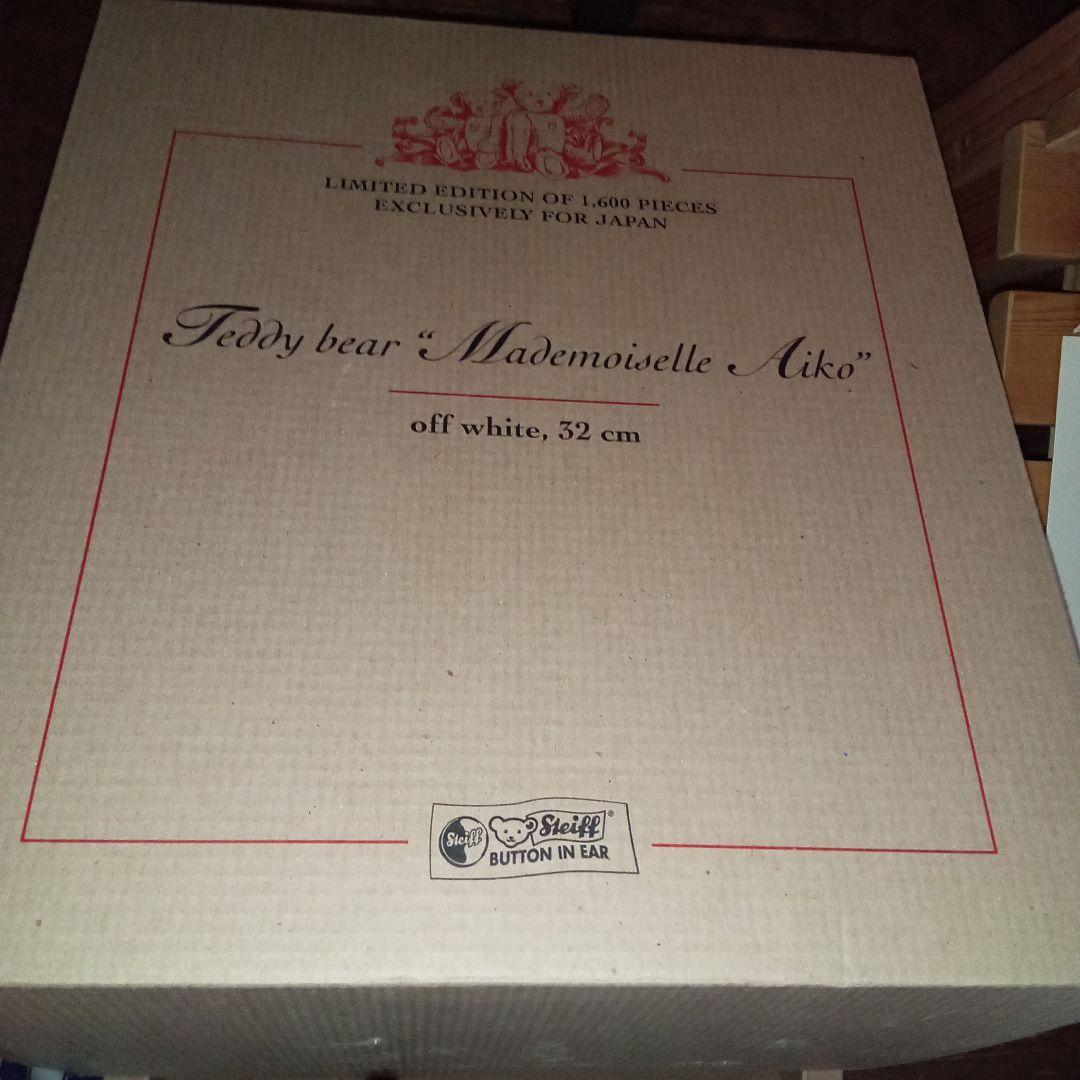 LIMITED EDITION OF 1,600 PIECES
EXCLUSIVELY FOR JAPAN
Teddy bear “Mademoiselle Aiko”
off white, 32 cm
Steiff
Steiff®
BUTTON IN EAR